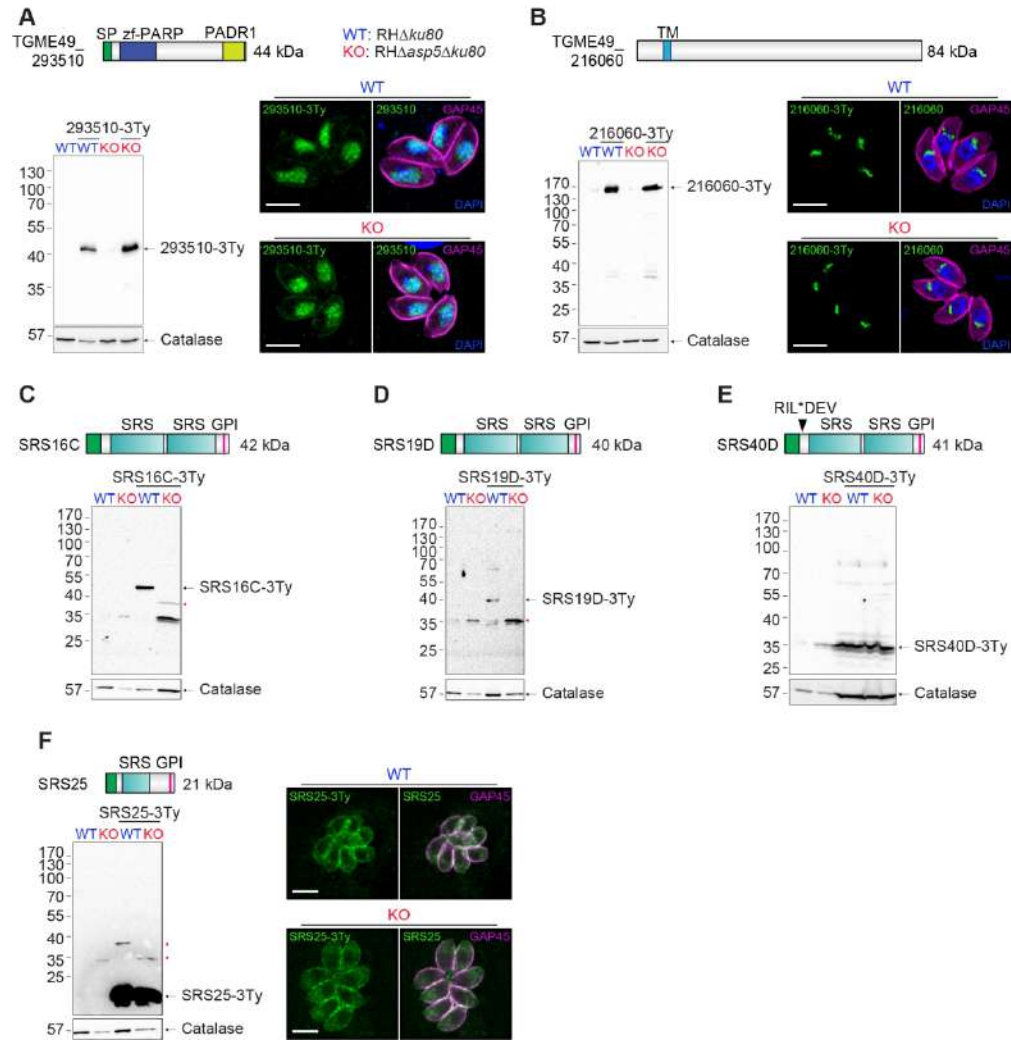 A
SP zf-PARP PADR1
TGME49_
293510
44 kDa
WT: RHΔku80
KO: RHΔasp5Δku80
293510-3Ty
WT WT KO KO
130
100
70
55
40
35
293510-3Ty
57
Catalase
WT
293510-3Ty 293510 GAP45
DAPI
KO
293510-3Ty 293510 GAP45
DAPI
B
TM
TGME49_
216060
84 kDa
216060-3Ty
WT WT KO KO
170
130
100
70
55
40
35
25
216060-3Ty
57
Catalase
WT
216060-3Ty 216060 GAP45
DAPI
KO
216060-3Ty 216060 GAP45
DAPI
C
SRS SRS GPI
SRS16C 42 kDa
SRS16C-3Ty
WT KO WT KO
170
130
100
70
55
40
35
25
SRS16C-3Ty
*
57
Catalase
D
SRS SRS GPI
SRS19D 40 kDa
SRS19D-3Ty
WT KO WT KO
170
130
100
70
55
40
35
25
SRS19D-3Ty
*
57
Catalase
E
RIL*DEV
SRS SRS GPI
SRS40D 41 kDa
SRS40D-3Ty
WT KO WT KO
170
130
100
70
55
40
35
25
SRS40D-3Ty
57
Catalase
F
SRS GPI
SRS25 21 kDa
SRS25-3Ty
WT KO WT KO
170
130
100
70
55
40
35
25
*
*
SRS25-3Ty
57
Catalase
WT
SRS25-3Ty SRS25 GAP45
KO
SRS25-3Ty SRS25 GAP45